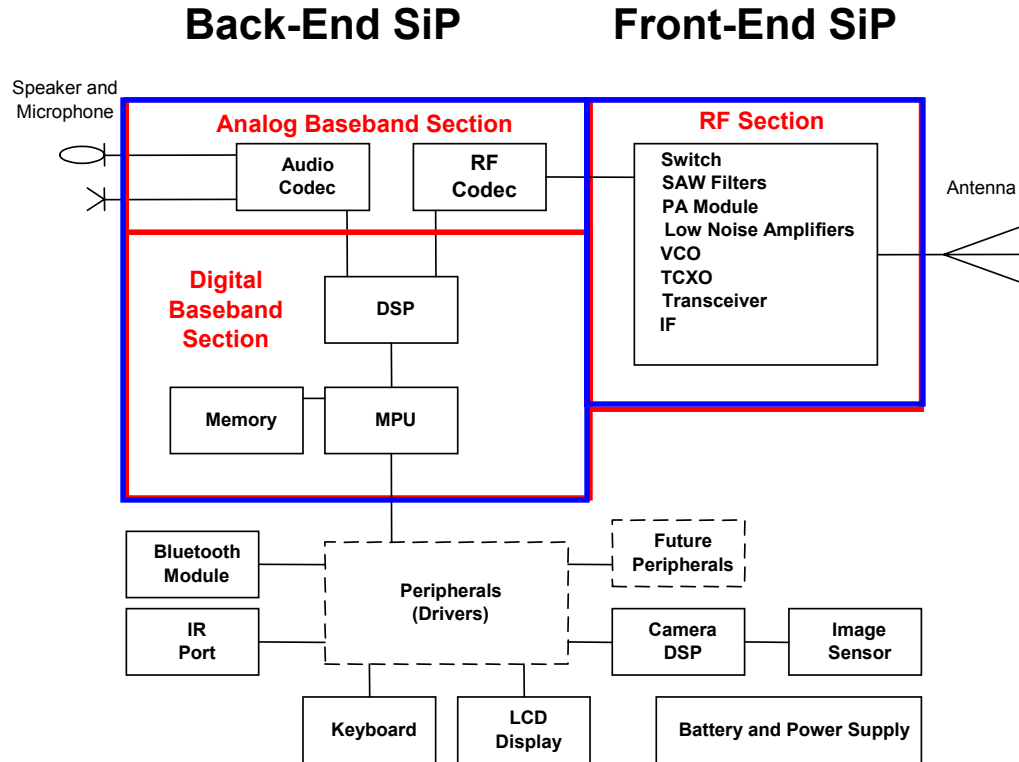 Back-End SiP
Front-End SiP
Speaker and
Microphone
Analog Baseband Section
RF Section
Audio
Codec
RF
Codec
Switch
SAW Filters
PA Module
Low Noise Amplifiers
VCO
TCXO
Transceiver
IF
Antenna
Digital
Baseband
Section
DSP
Memory
MPU
Bluetooth
Module
Peripherals
(Drivers)
Future
Peripherals
IR
Port
Camera
DSP
Image
Sensor
Keyboard
LCD
Display
Battery and Power Supply